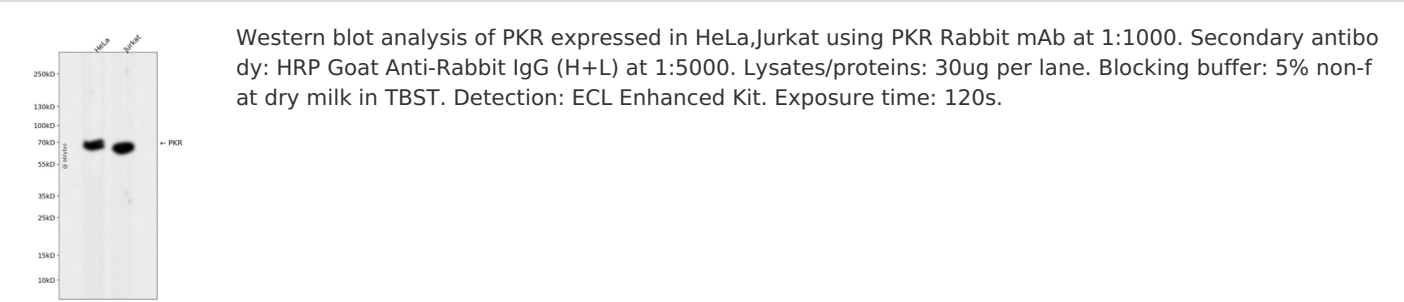 HeLa
Jurkat
250kD
130kD
100kD
70kD
← PKR
55kD
35kD
25kD
15kD
10kD
Western blot analysis of PKR expressed in HeLa,Jurkat using PKR Rabbit mAb at 1:1000. Secondary antibo
dy: HRP Goat Anti-Rabbit IgG (H+L) at 1:5000. Lysates/proteins: 30ug per lane. Blocking buffer: 5% non-f
at dry milk in TBST. Detection: ECL Enhanced Kit. Exposure time: 120s.